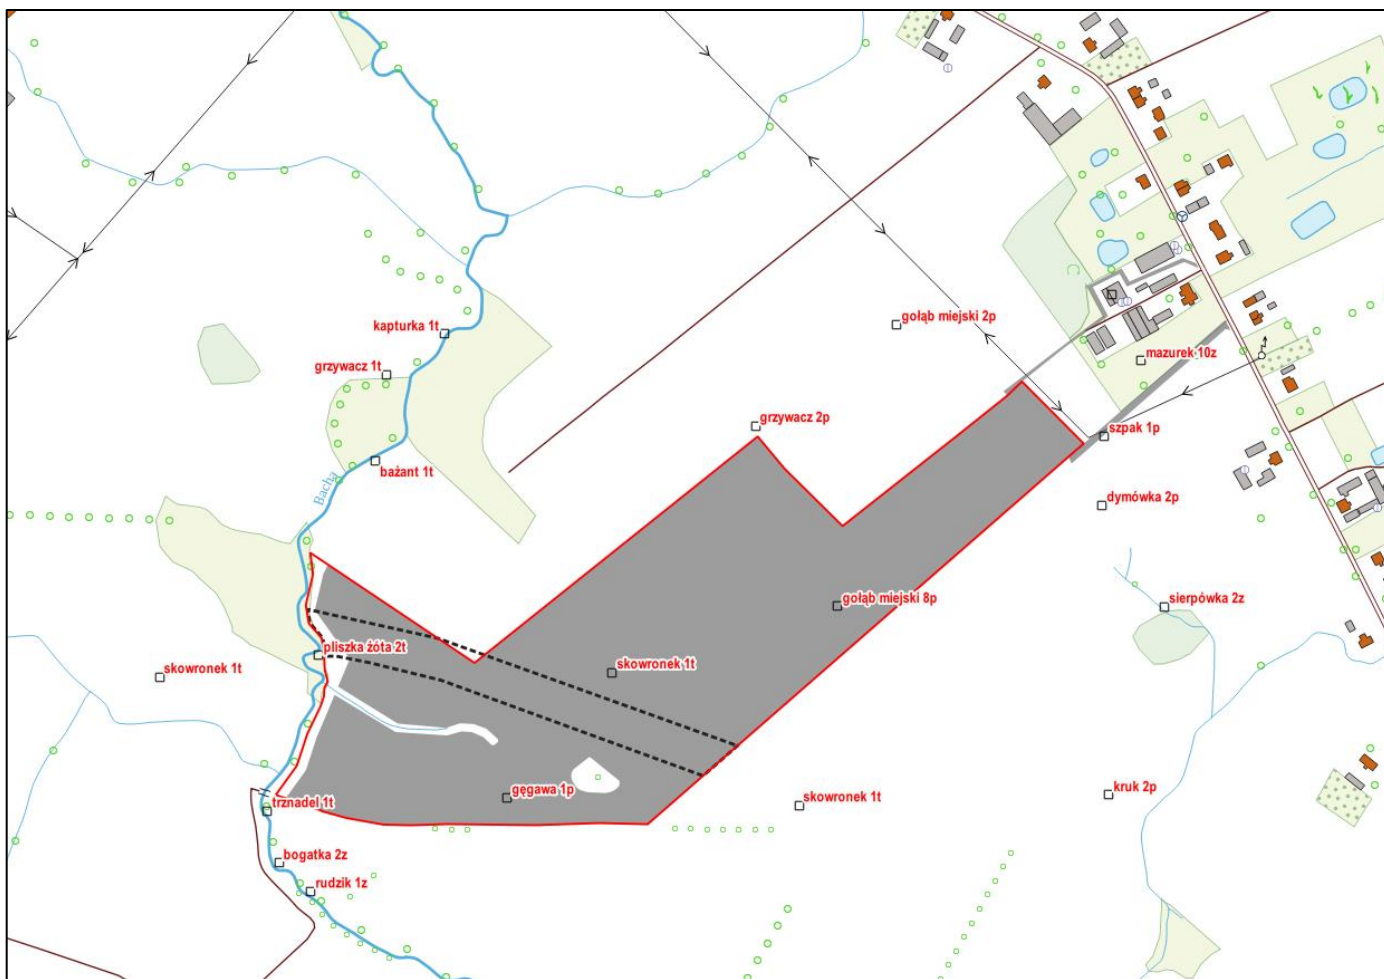 gołąb miejski 2p
kapturka 1t
mazurek 10z
grzywacz 1t
grzywacz 2p
szpak 1p
bażant 1t
Bacha
dymówka 2p
gołąb miejski 8p
sierpówka 2z
pliszka żóta 2t
skowronek 1t
skowronek 1t
gęgawa 1p
kruk 2p
trznadel 1t
skowronek 1t
bogatka 2z
rudzik 1z